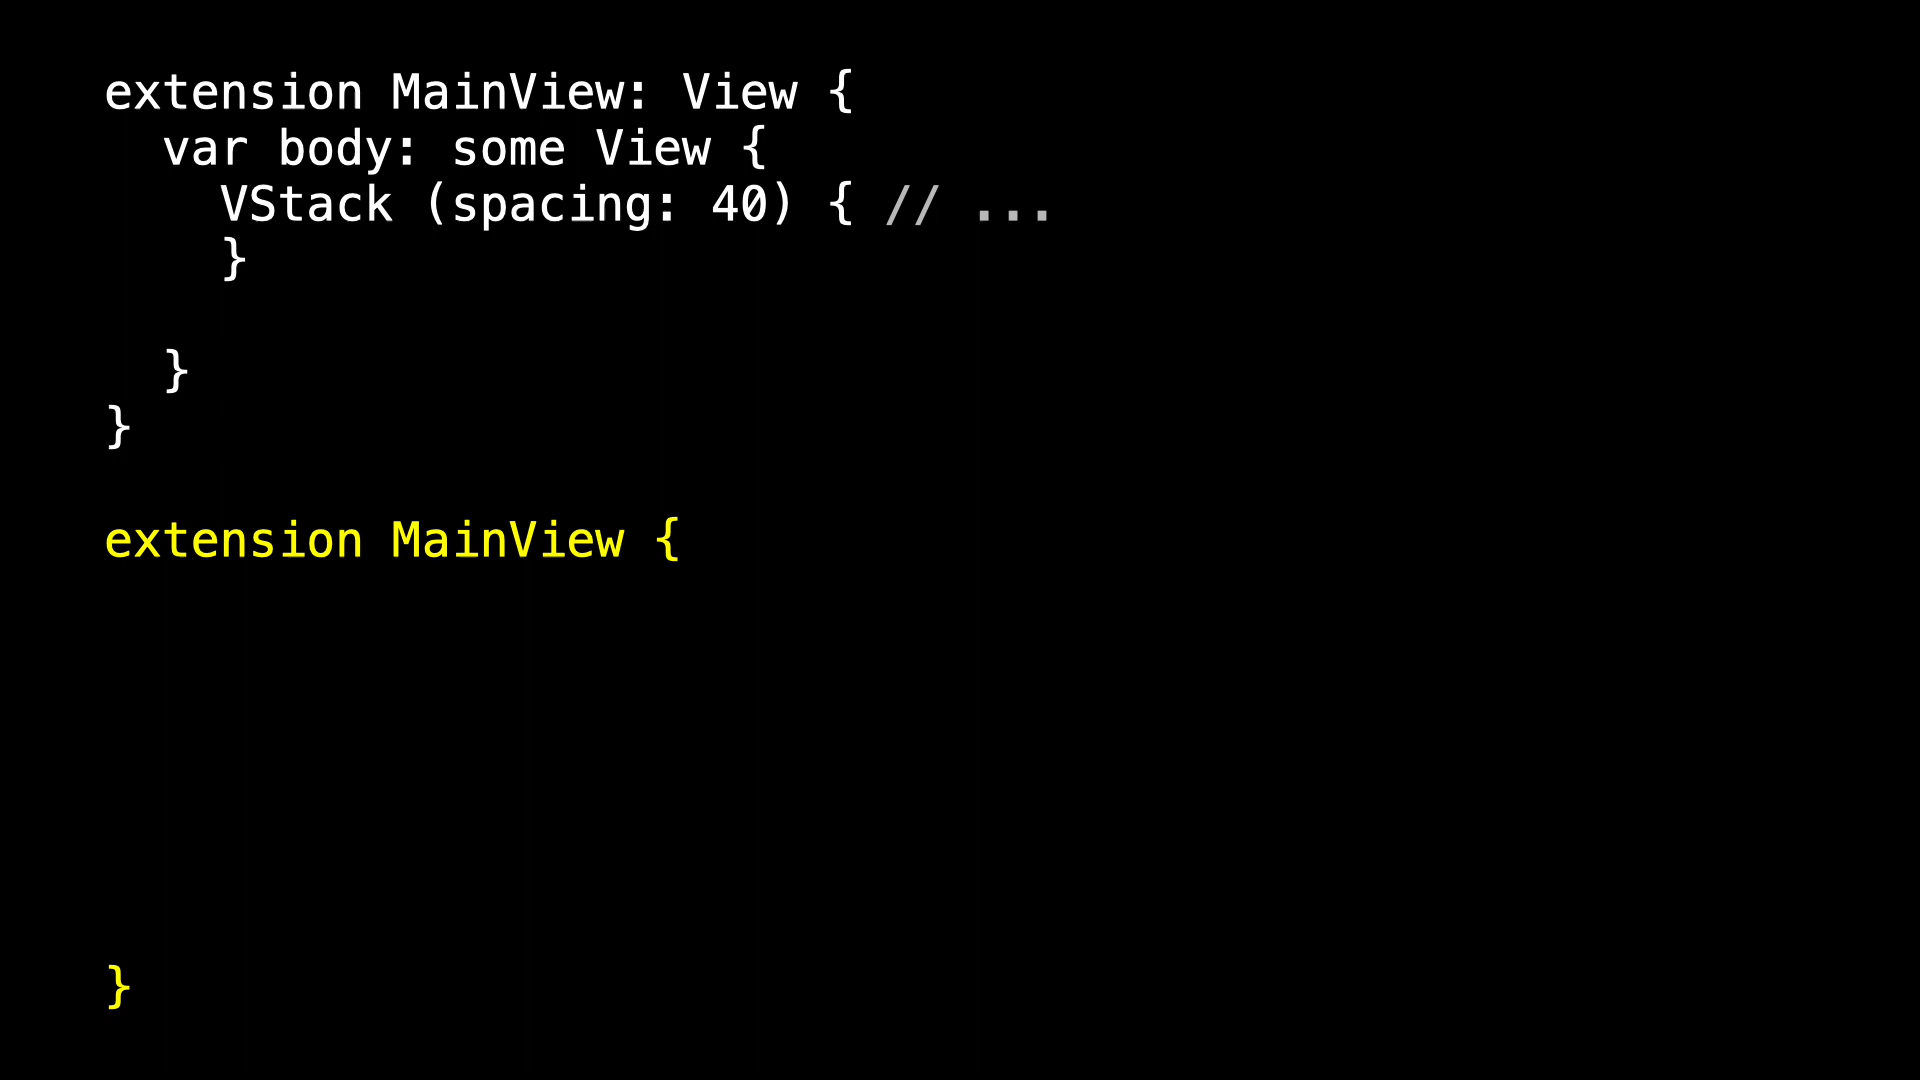 extension MainView: View {
  var body: some View {
    VStack (spacing: 40) { // ...
    }
  }
}
extension MainView {
}